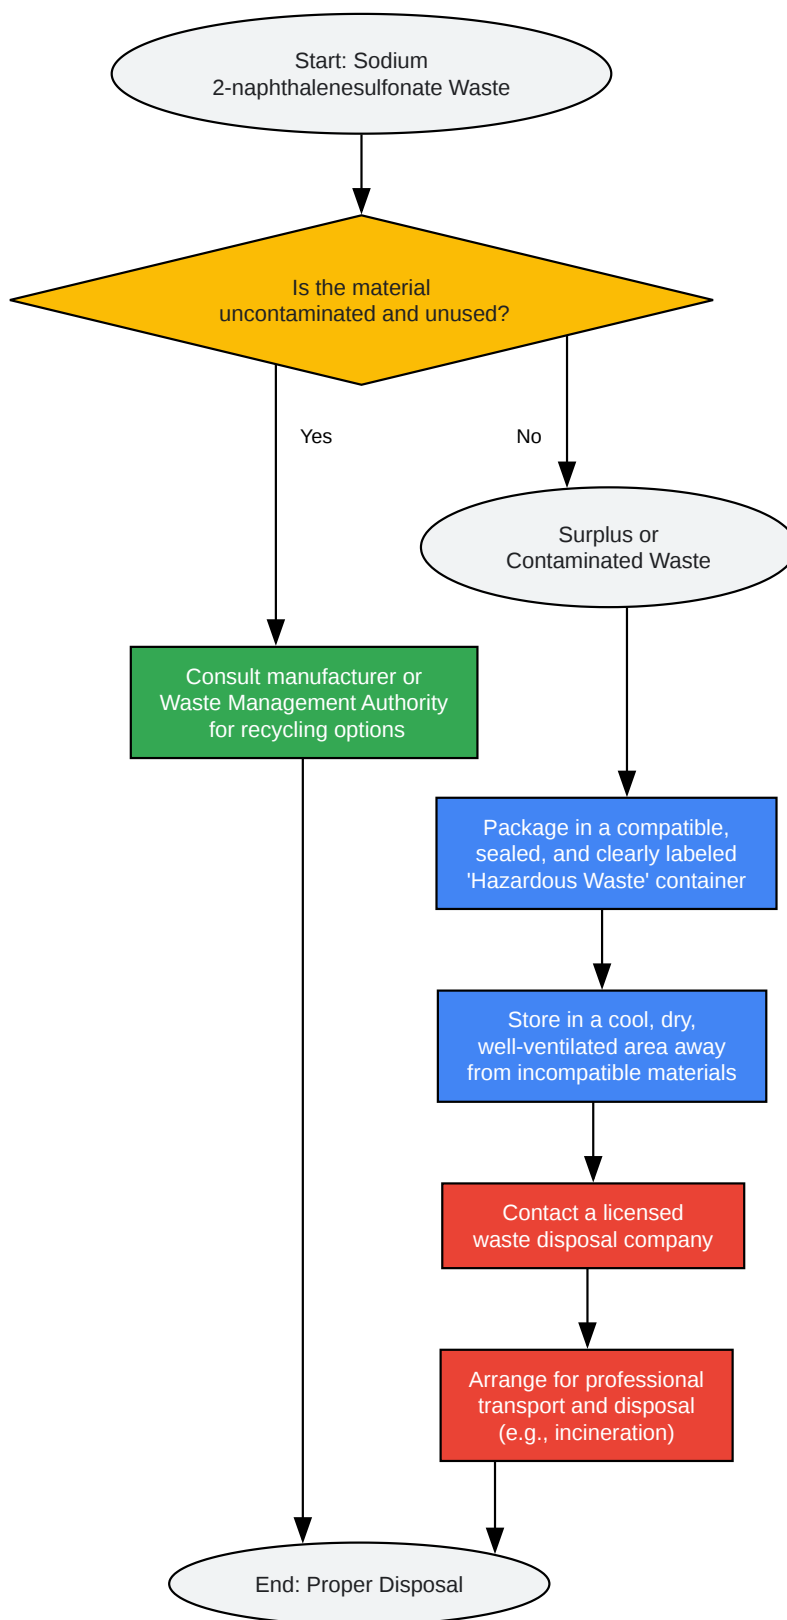 Start: Sodium
2-naphthalenesulfonate Waste
Is the material
uncontaminated and unused?
Yes
No
Surplus or
Contaminated Waste
Consult manufacturer or
Waste Management Authority
for recycling options
Package in a compatible,
sealed, and clearly labeled
'Hazardous Waste' container
Store in a cool, dry,
well-ventilated area away
from incompatible materials
Contact a licensed
waste disposal company
Arrange for professional
transport and disposal
(e.g., incineration)
End: Proper Disposal